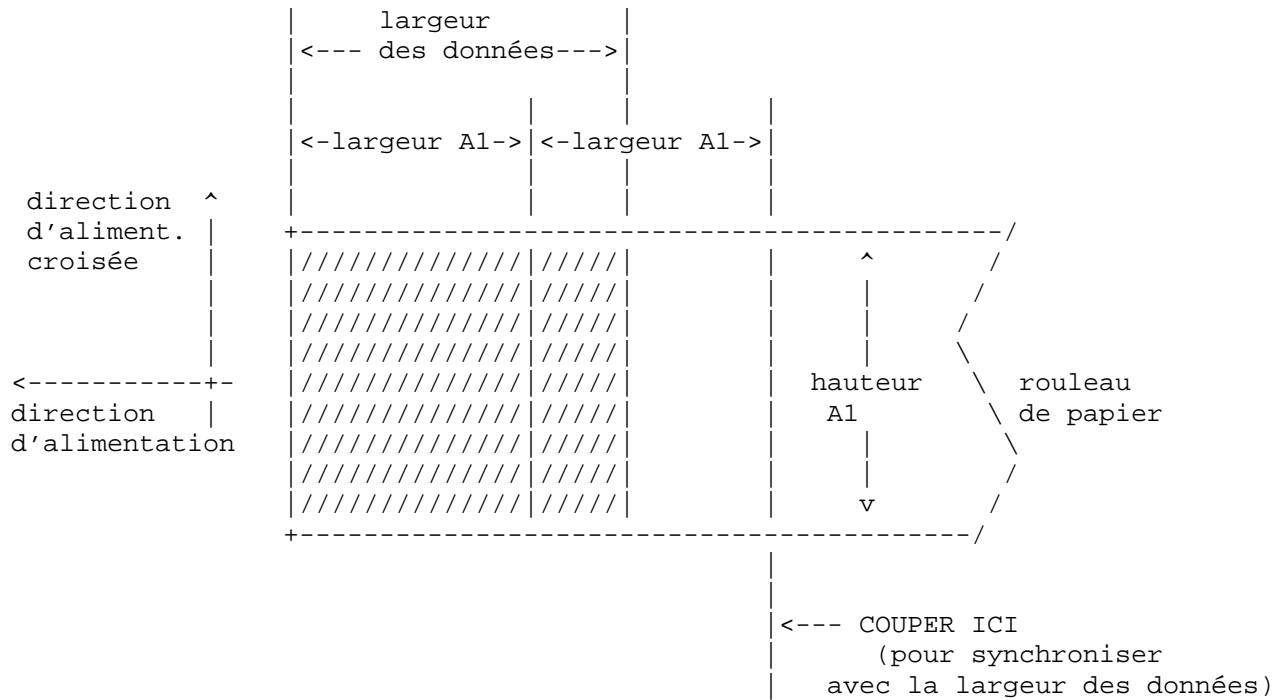 largeur
<--- des données--->
<-largeur A1->|<-largeur A1->
direction
d'aliment.
croisée
hauteur
rouleau
direction
A1
de papier
d'alimentation
v
<--- COUPER ICI
(pour synchroniser
avec la largeur des données)